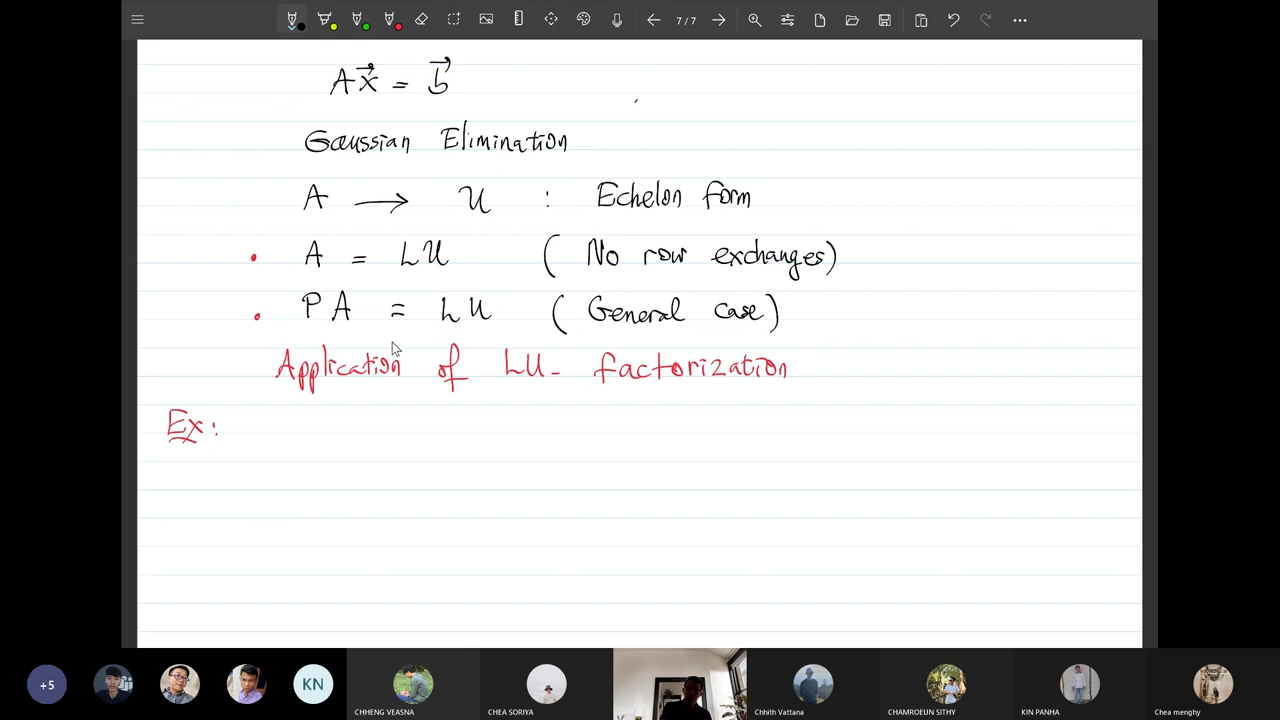 7/7
A x⃗ = b⃗
Gaussian Elimination
A → U : Echelon form
• A = LU ( No row exchanges)
• PA = LU ( General case)
Application of LU- factorization
Ex:
+5
KN
CHHENG VEASNA
CHEA SORIYA
Chhith Vattana
CHAMROEUN SITHY
KIN PANHA
Chea menghy